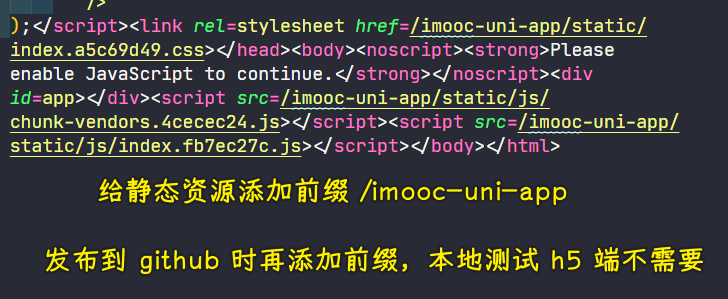 />
);</script><link rel=stylesheet href=/imooc-uni-app/static/
index.a5c69d49.css></head><body><noscript><strong>Please
enable JavaScript to continue.</strong></noscript><div
id=app></div><script src=/imooc-uni-app/static/js/
chunk-vendors.4cecec24.js></script><script src=/imooc-uni-app/
static/js/index.fb7ec27c.js></script></body></html>
给静态资源添加前缀 /imooc-uni-app
发布到 github 时再添加前缀，本地测试 h5 端不需要